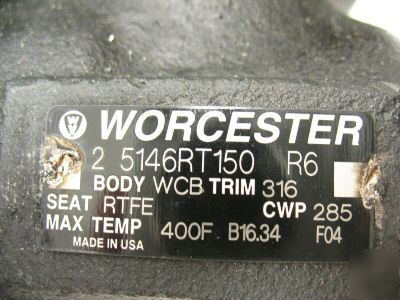 WORCESTER
2 5146RT150 R6
BODY WCB TRIM 316
SEAT RTFE CWP 285
MAX TEMP 400F B16.34 F04
MADE IN USA